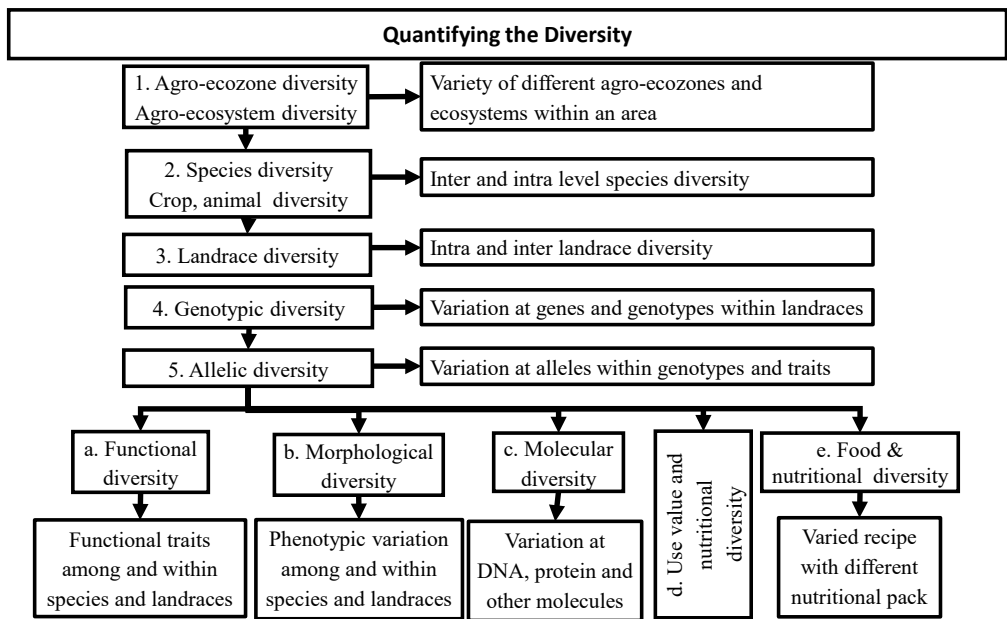 Quantifying the Diversity
1. Agro-ecozone diversity
Agro-ecosystem diversity
Variety of different agro-ecozones and
ecosystems within an area
2. Species diversity
Crop, animal diversity
Inter and intra level species diversity
3. Landrace diversity
Intra and inter landrace diversity
4. Genotypic diversity
Variation at genes and genotypes within landraces
5. Allelic diversity
Variation at alleles within genotypes and traits
a. Functional
diversity
b. Morphological
diversity
c. Molecular
diversity
d. Use value and
nutritional
diversity
e. Food &
nutritional diversity
Functional traits
among and within
species and landraces
Phenotypic variation
among and within
species and landraces
Variation at
DNA, protein and
other molecules
Varied recipe
with different
nutritional pack